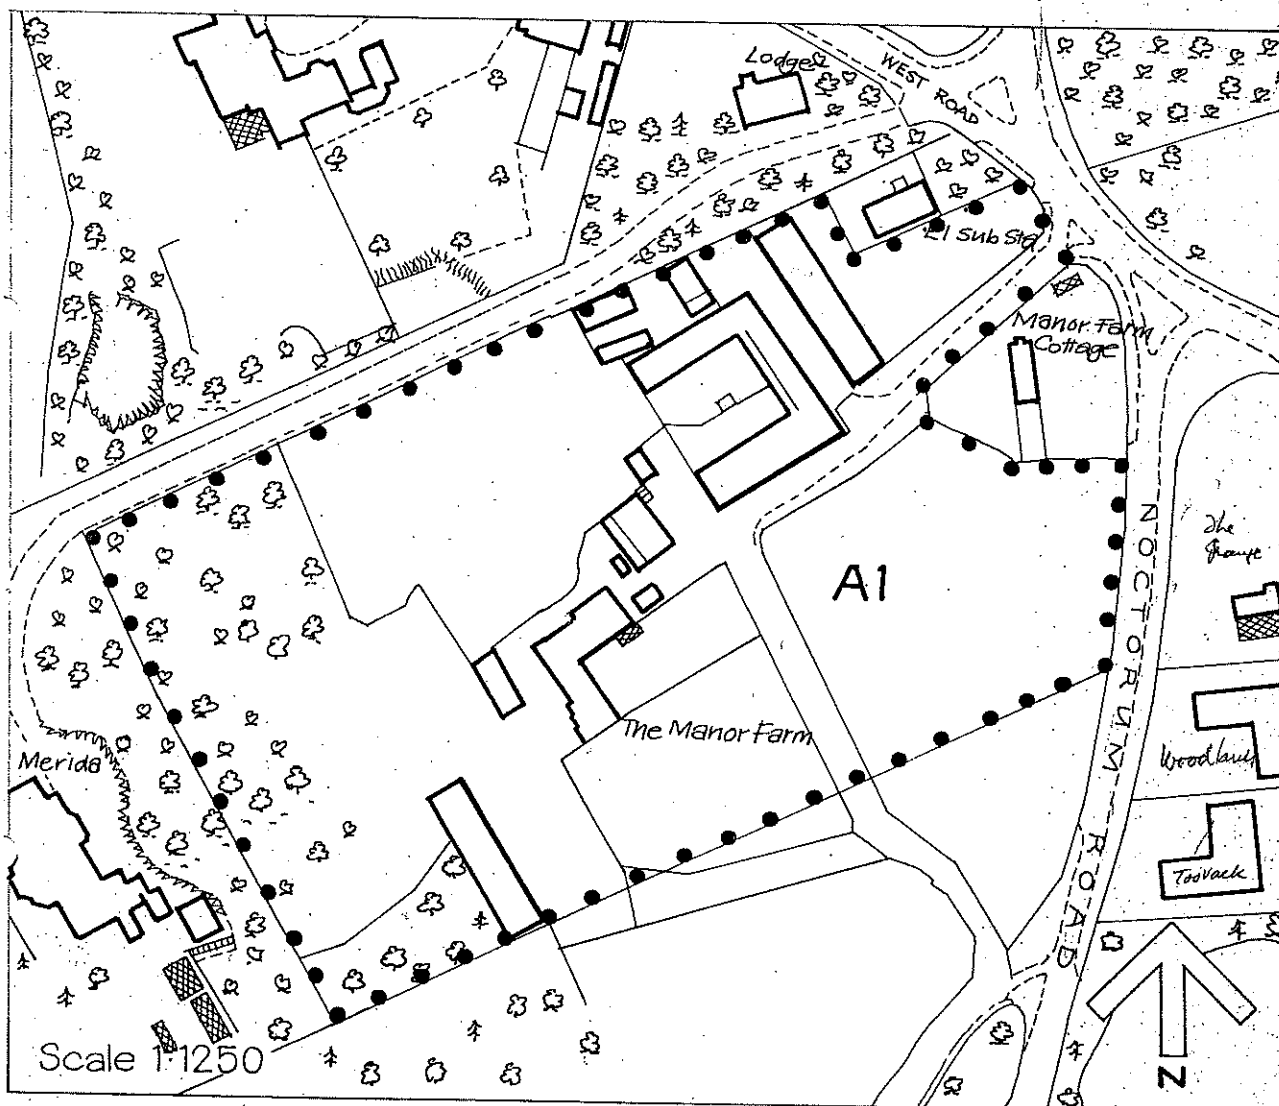 Lodge
WEST ROAD
El Sub Sta
Manor Farm
Cottage
A1
The
Grange
NOCTORUM ROAD
The Manor Farm
Merida
Woodlands
Scale 1:1250
N